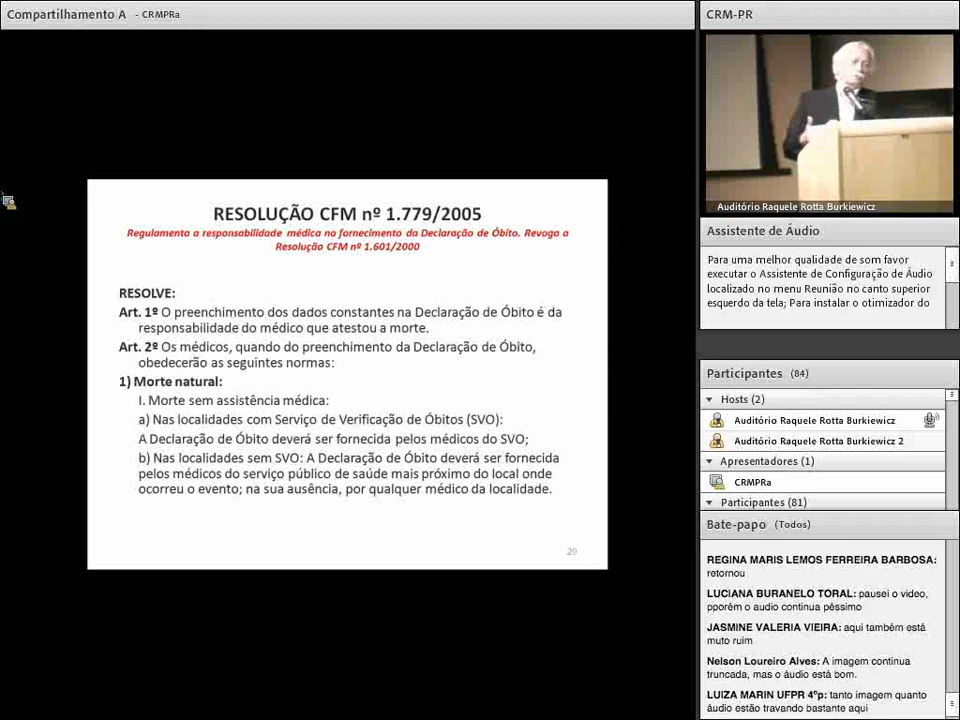 Compartilhamento A - CRMPRa
RESOLUÇÃO CFM nº 1.779/2005
Regulamenta a responsabilidade médica no fornecimento da Declaração de Óbito. Revoga a
Resolução CFM nº 1.601/2000
RESOLVE:
Art. 1º O preenchimento dos dados constantes na Declaração de Óbito é da
responsabilidade do médico que atestou a morte.
Art. 2º Os médicos, quando do preenchimento da Declaração de Óbito,
obedecerão as seguintes normas:
1) Morte natural:
I. Morte sem assistência médica:
a) Nas localidades com Serviço de Verificação de Óbitos (SVO):
A Declaração de Óbito deverá ser fornecida pelos médicos do SVO;
b) Nas localidades sem SVO: A Declaração de Óbito deverá ser fornecida
pelos médicos do serviço público de saúde mais próximo do local onde
ocorreu o evento; na sua ausência, por qualquer médico da localidade.
20
CRM-PR
Auditório Raquele Rotta Burkiewicz
Assistente de Áudio
Para uma melhor qualidade de som favor
executar o Assistente de Configuração de Áudio
localizado no menu Reunião no canto superior
esquerdo da tela; Para instalar o otimizador do
Participantes (84)
Hosts (2)
Auditório Raquele Rotta Burkiewicz
Auditório Raquele Rotta Burkiewicz 2
Apresentadores (1)
CRMPRa
Participantes (81)
Bate-papo (Todos)
REGINA MARIS LEMOS FERREIRA BARBOSA:
retornou
LUCIANA BURANELO TORAL: pausei o video,
pporém o audio continua péssimo
JASMINE VALERIA VIEIRA: aqui também está
muto ruim
Nelson Loureiro Alves: A imagem continua
truncada, mas o áudio está bom.
LUIZA MARIN UFPR 4ºp: tanto imagem quanto
áudio estão travando bastante aqui